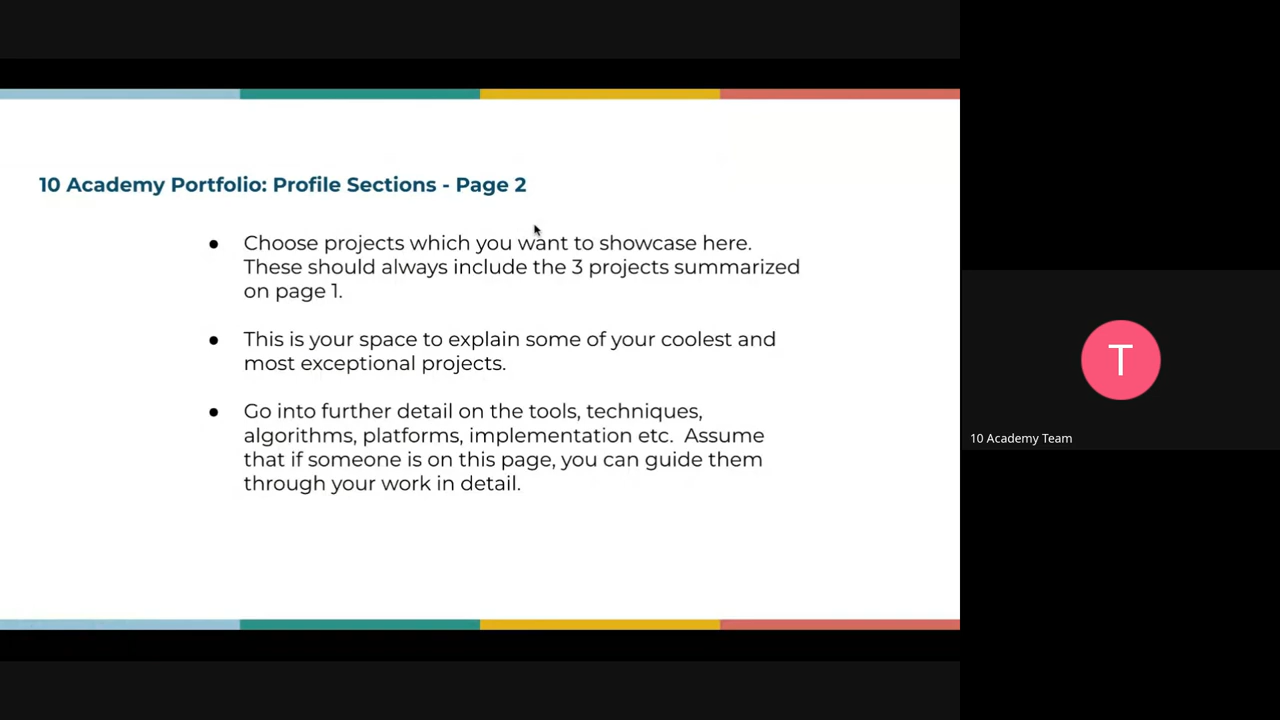 10 Academy Portfolio: Profile Sections - Page 2
● Choose projects which you want to showcase here.
These should always include the 3 projects summarized
on page 1.
● This is your space to explain some of your coolest and
most exceptional projects.
● Go into further detail on the tools, techniques,
algorithms, platforms, implementation etc.  Assume
that if someone is on this page, you can guide them
through your work in detail.
T
10 Academy Team